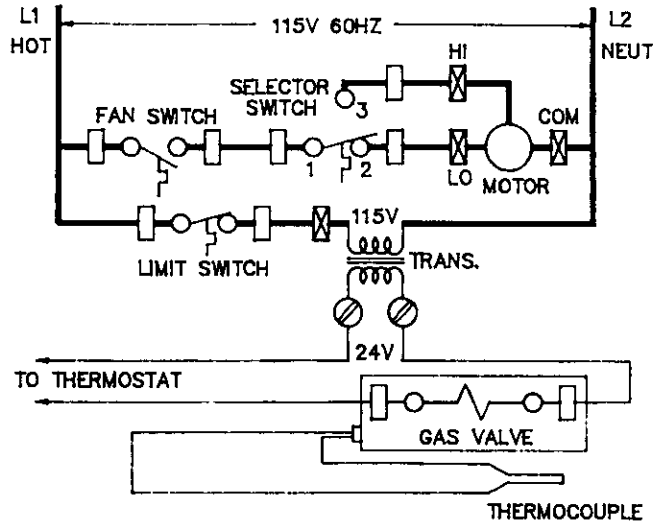 L1
HOT
115V 60HZ
L2
NEUT
HI
SELECTOR
SWITCH
3
FAN SWITCH
COM
1
2
LO
MOTOR
115V
LIMIT SWITCH
TRANS.
24V
TO THERMOSTAT
GAS VALVE
THERMOCOUPLE